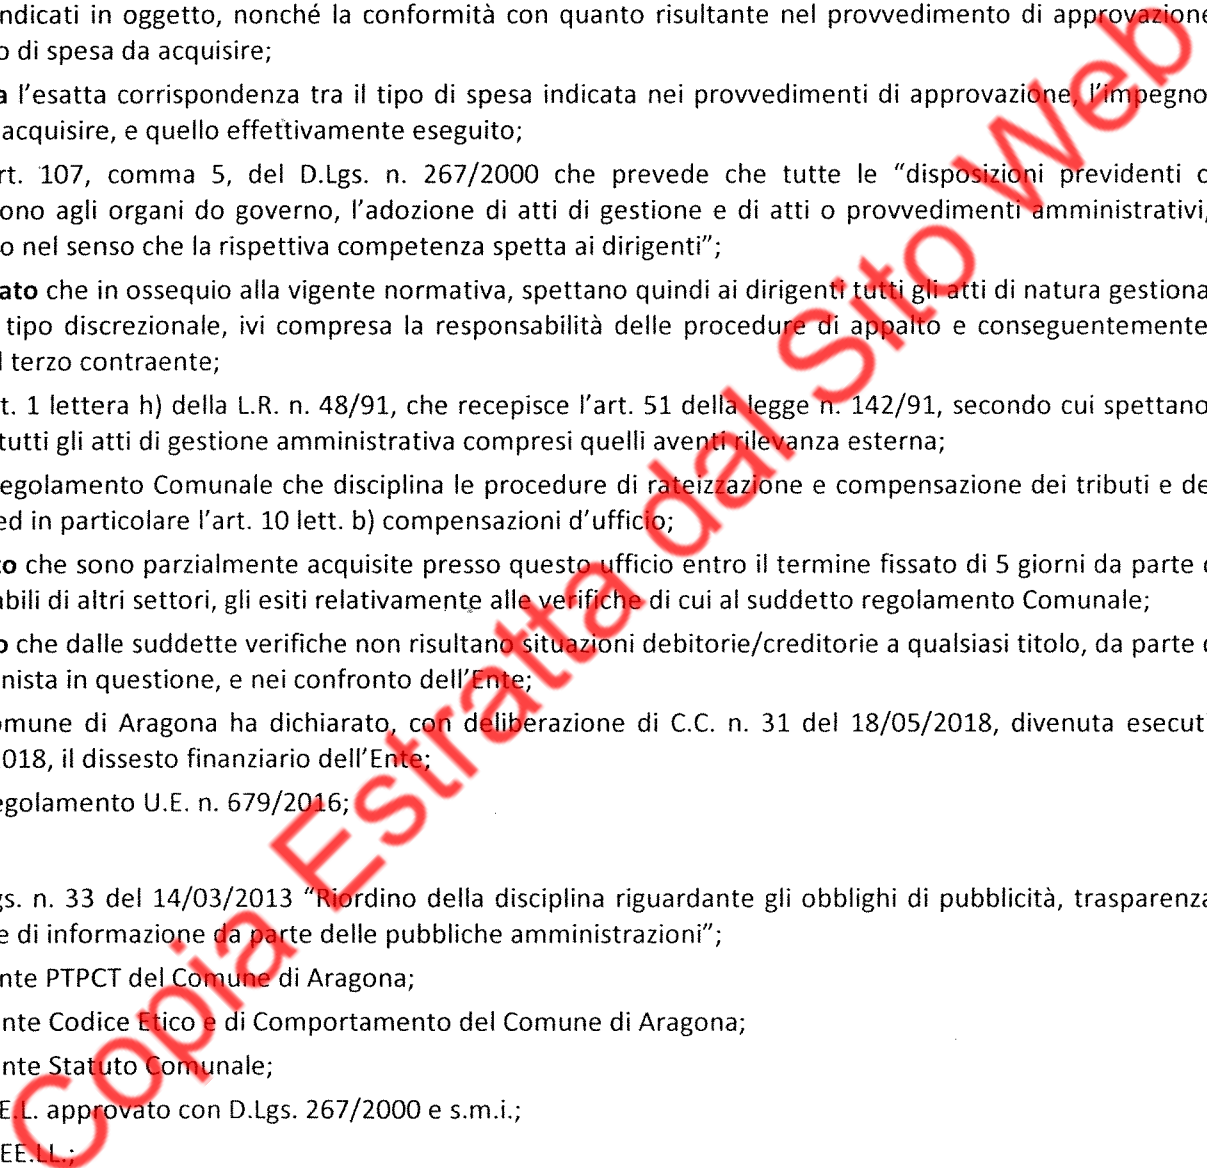 ndicati in oggetto, nonché la conformità con quanto risultante nel provvedimento di approvazione
o di spesa da acquisire;
a l'esatta corrispondenza tra il tipo di spesa indicata nei provvedimenti di approvazione, l'impegno
acquisire, e quello effettivamente eseguito;
rt. 107, comma 5, del D.Lgs. n. 267/2000 che prevede che tutte le "disposizioni previdenti c
ono agli organi do governo, l'adozione di atti di gestione e di atti o provvedimenti amministrativi,
o nel senso che la rispettiva competenza spetta ai dirigenti";
ato che in ossequio alla vigente normativa, spettano quindi ai dirigenti tutti gli atti di natura gestiona
tipo discrezionale, ivi compresa la responsabilità delle procedure di appalto e conseguentemente
l terzo contraente;
t. 1 lettera h) della L.R. n. 48/91, che recepisce l'art. 51 della legge n. 142/91, secondo cui spettano
tutti gli atti di gestione amministrativa compresi quelli aventi rilevanza esterna;
egolamento Comunale che disciplina le procedure di rateizzazione e compensazione dei tributi e de
ed in particolare l'art. 10 lett. b) compensazioni d'ufficio;
to che sono parzialmente acquisite presso questo ufficio entro il termine fissato di 5 giorni da parte c
abili di altri settori, gli esiti relativamente alle verifiche di cui al suddetto regolamento Comunale;
o che dalle suddette verifiche non risultano situazioni debitorie/creditorie a qualsiasi titolo, da parte c
nista in questione, e nei confronto dell'Ente;
omune di Aragona ha dichiarato, con deliberazione di C.C. n. 31 del 18/05/2018, divenuta esecuti
018, il dissesto finanziario dell'Ente;
egolamento U.E. n. 679/2016;
gs. n. 33 del 14/03/2013 "Riordino della disciplina riguardante gli obblighi di pubblicità, trasparenza
e di informazione da parte delle pubbliche amministrazioni";
nte PTPCT del Comune di Aragona;
nte Codice Etico e di Comportamento del Comune di Aragona;
nte Statuto Comunale;
E.L. approvato con D.Lgs. 267/2000 e s.m.i.;
EE.LL.;
Copia Estratta dal Sito Web